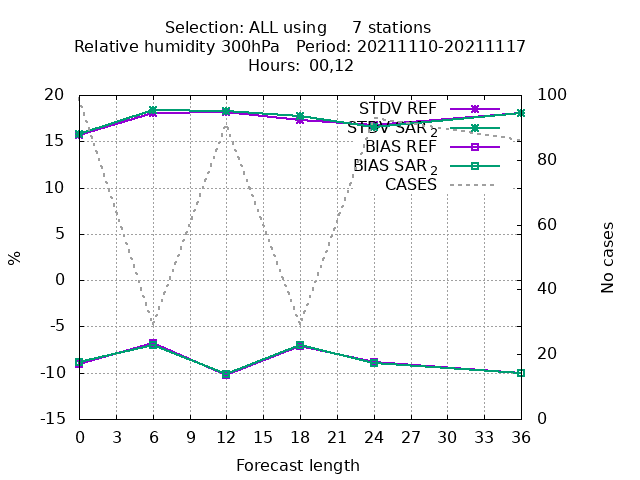 Selection: ALL using 7 stations
Relative humidity 300hPa Period: 20211110-20211117
Hours: 00,12
20 100
STDV REF
STDV SAR 2
15
BIAS REF
80
BIAS SAR 2
10
CASES
5 60
0
% No cases
40
-5
20
-10
-15 0
0 3 6 9 12 15 18 21 24 27 30 33 36
Forecast length